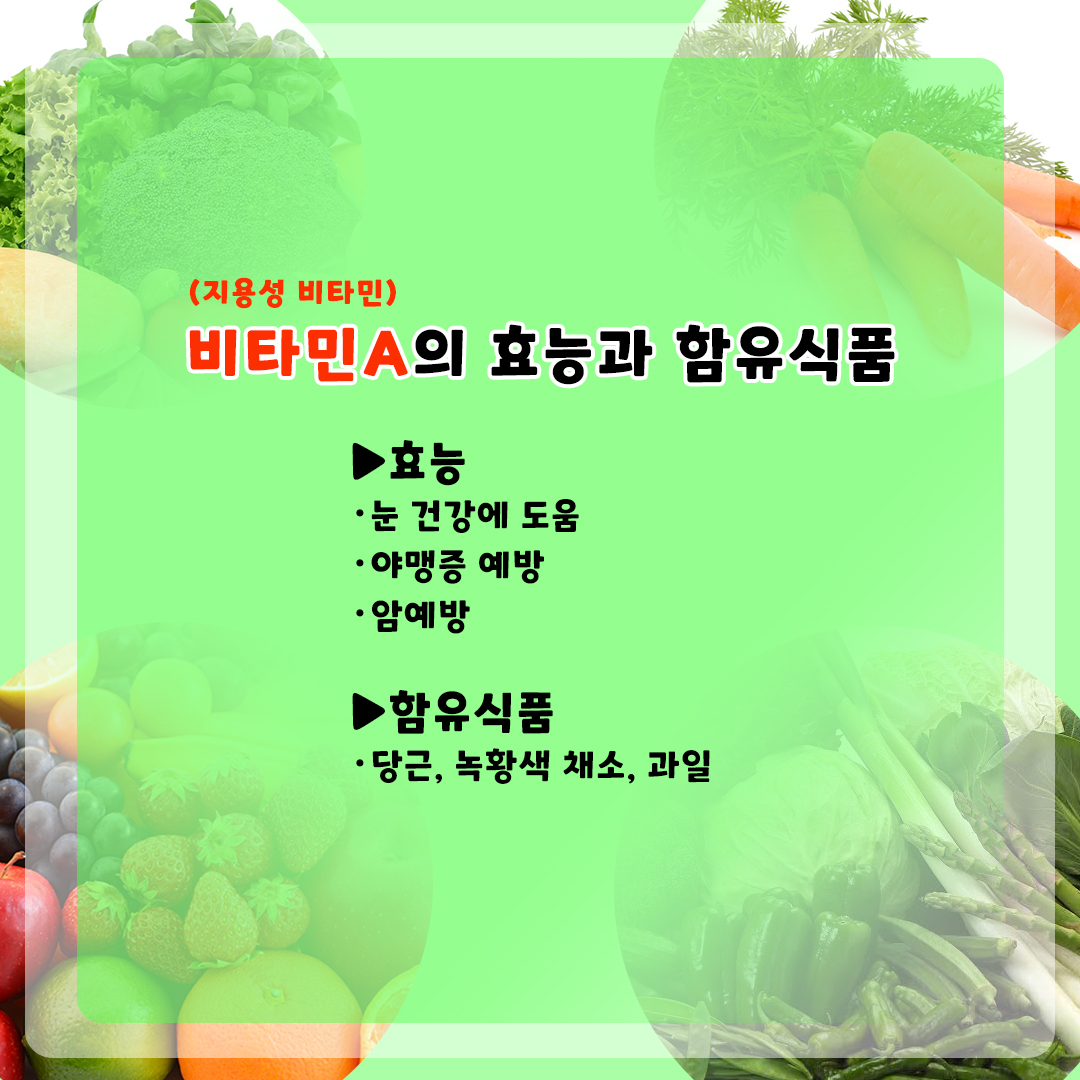 (지용성 비타민)
비타민A의 효능과 함유식품
▶효능
·눈 건강에 도움
·야맹증 예방
·암예방
▶함유식품
·당근, 녹황색 채소, 과일